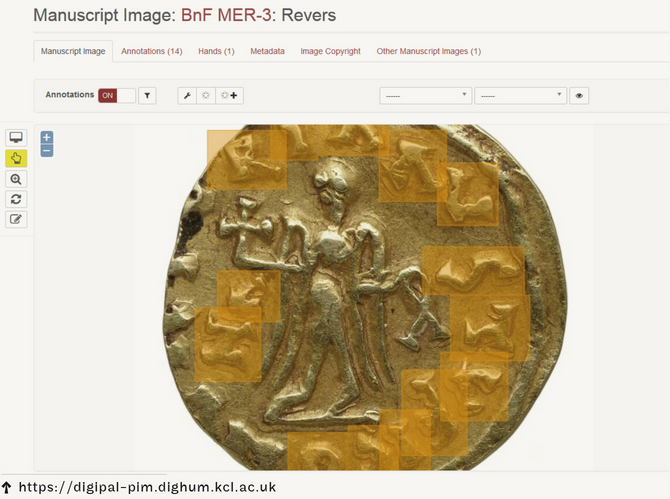 Manuscript Image: BnF MER-3: Revers
Manuscript Image
Annotations (14)
Hands (1)
Metadata
Image Copyright
Other Manuscript Images (1)
Annotations ON
------
------
+
−
https://digipal-pim.dighum.kcl.ac.uk